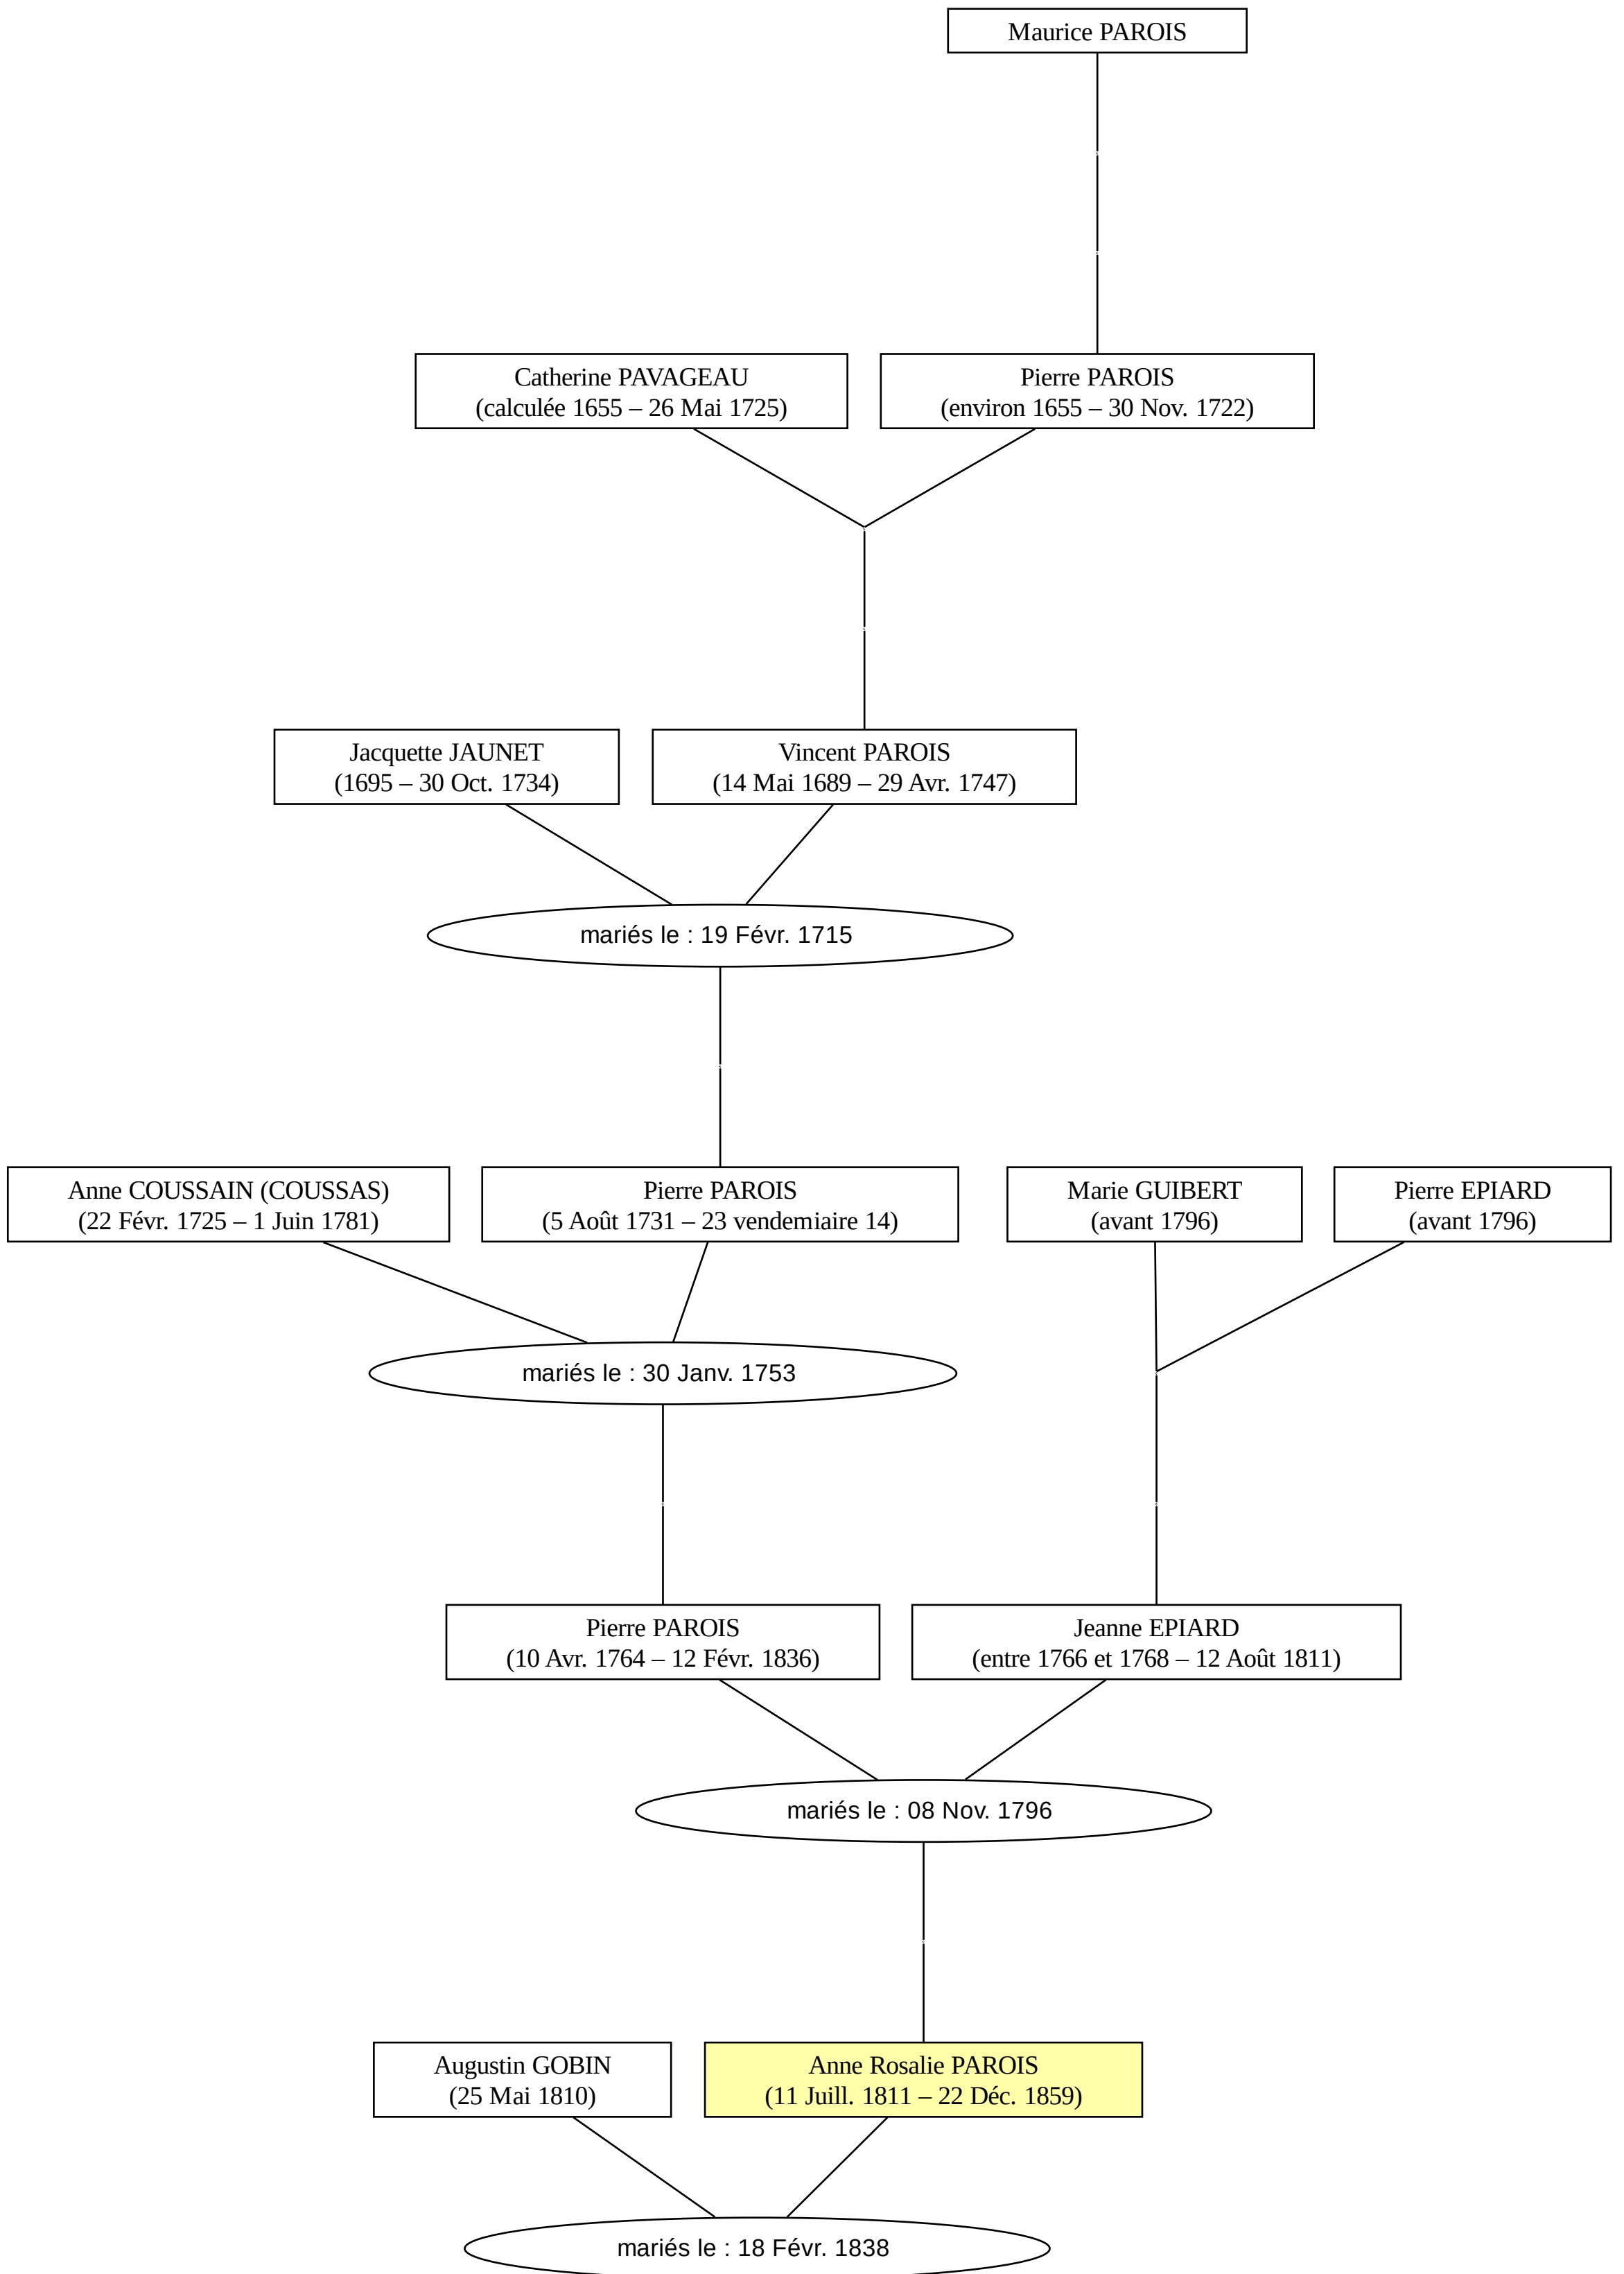 Maurice PAROIS
Catherine PAVAGEAU
(calculée 1655 – 26 Mai 1725)
Pierre PAROIS
(environ 1655 – 30 Nov. 1722)
Jacquette JAUNET
(1695 – 30 Oct. 1734)
Vincent PAROIS
(14 Mai 1689 – 29 Avr. 1747)
mariés le : 19 Févr. 1715
Anne COUSSAIN (COUSSAS)
(22 Févr. 1725 – 1 Juin 1781)
Pierre PAROIS
(5 Août 1731 – 23 vendemiaire 14)
Marie GUIBERT
(avant 1796)
Pierre EPIARD
(avant 1796)
mariés le : 30 Janv. 1753
Pierre PAROIS
(10 Avr. 1764 – 12 Févr. 1836)
Jeanne EPIARD
(entre 1766 et 1768 – 12 Août 1811)
mariés le : 08 Nov. 1796
Augustin GOBIN
(25 Mai 1810)
Anne Rosalie PAROIS
(11 Juill. 1811 – 22 Déc. 1859)
mariés le : 18 Févr. 1838